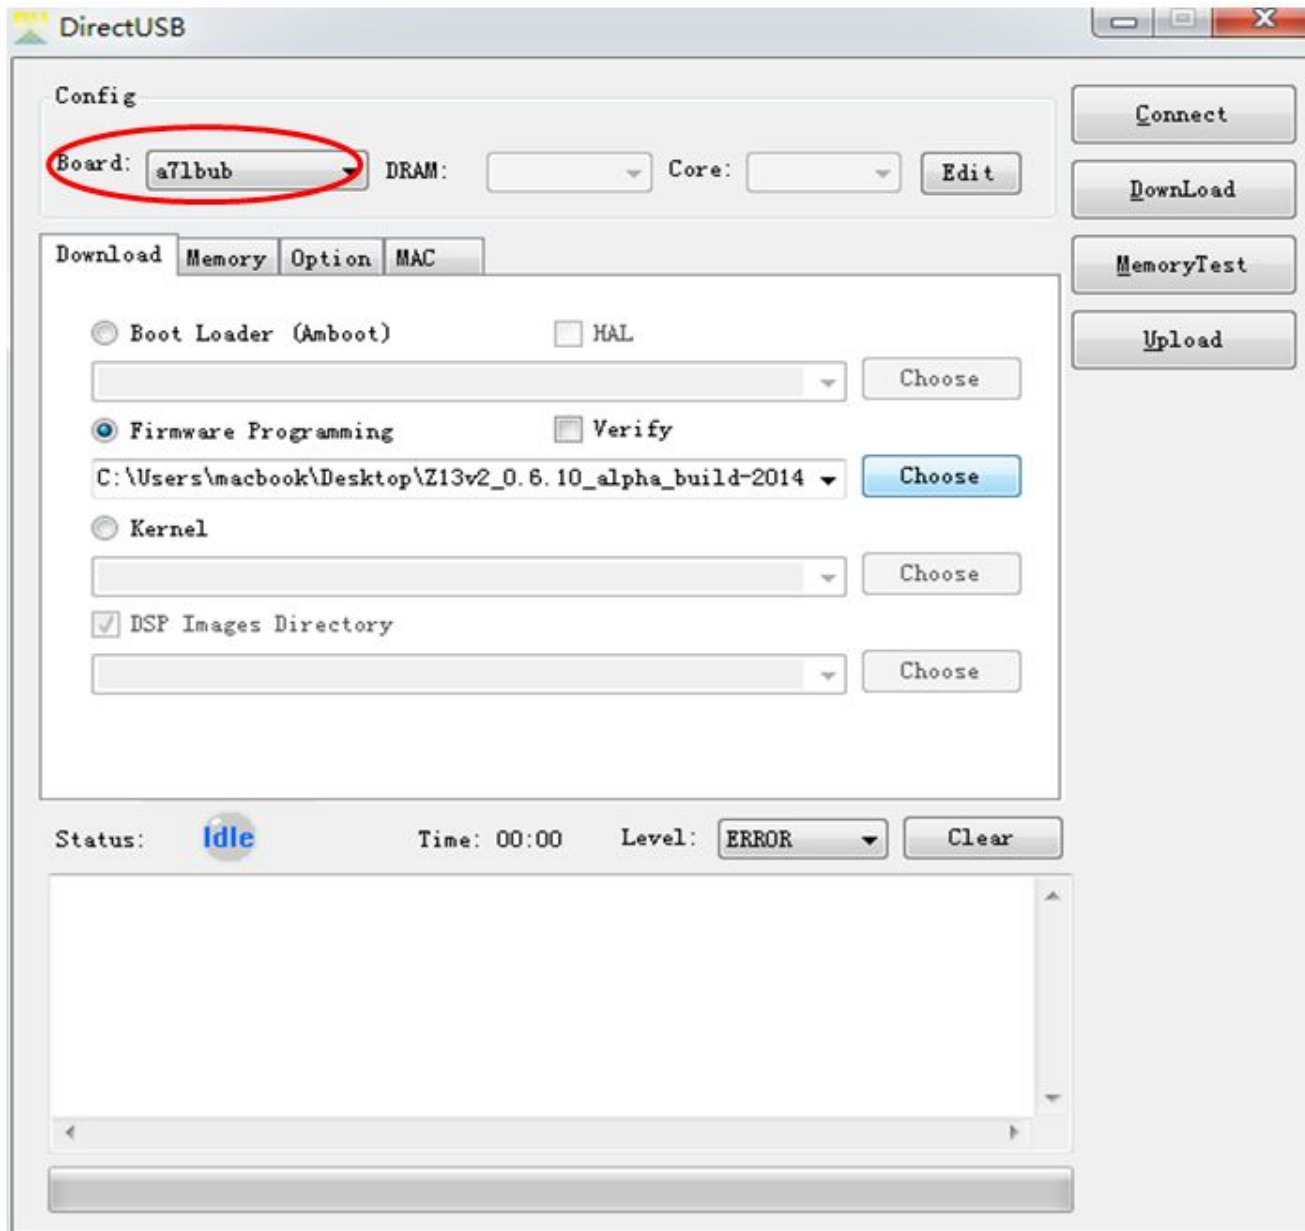 DirectUSB
Config
Board: a7lbub DRAM: Core: Edit
Connect
DownLoad
MemoryTest
Upload
Download Memory Option MAC
Boot Loader (Amboot) HAL
Choose
Firmware Programming Verify
C:\Users\macbook\Desktop\Z13v2_0.6.10_alpha_build-2014 Choose
Kernel
Choose
DSP Images Directory
Choose
Status: Idle Time: 00:00 Level: ERROR Clear